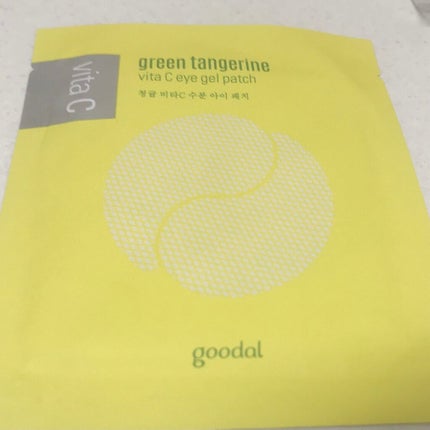 vita C
green tangerine
vita C eye gel patch
청귤 비타C 수분 아이 패치
goodal